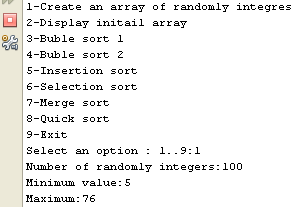 1-Create an array of randomly integres
2-Display initail array
3-Buble sort 1
4-Buble sort 2
5-Insertion sort
6-Selection sort
7-Merge sort
8-Quick sort
9-Exit
Select an option : 1..9:1
Number of randomly integers:100
Minimum value:5
Maximum:76